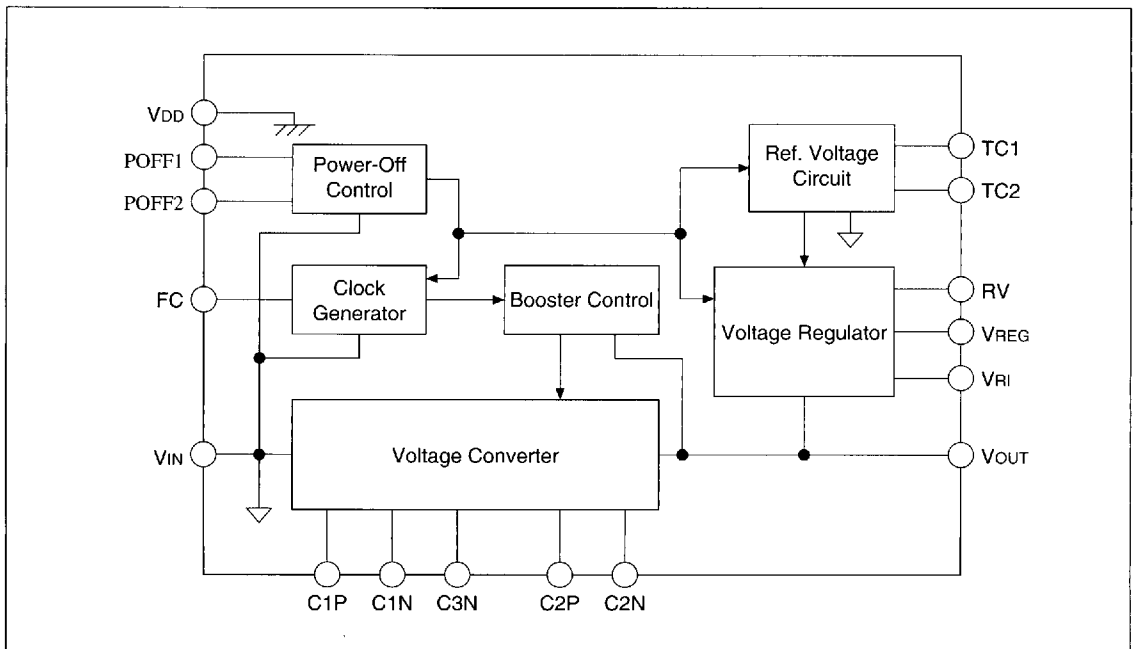 VDD
POFF1
POFF2
Power-Off
Control
Ref. Voltage
Circuit
TC1
TC2
FC
Clock
Generator
Booster Control
Voltage Regulator
RV
VREG
VRI
VIN
Voltage Converter
VOUT
C1P
C1N
C3N
C2P
C2N